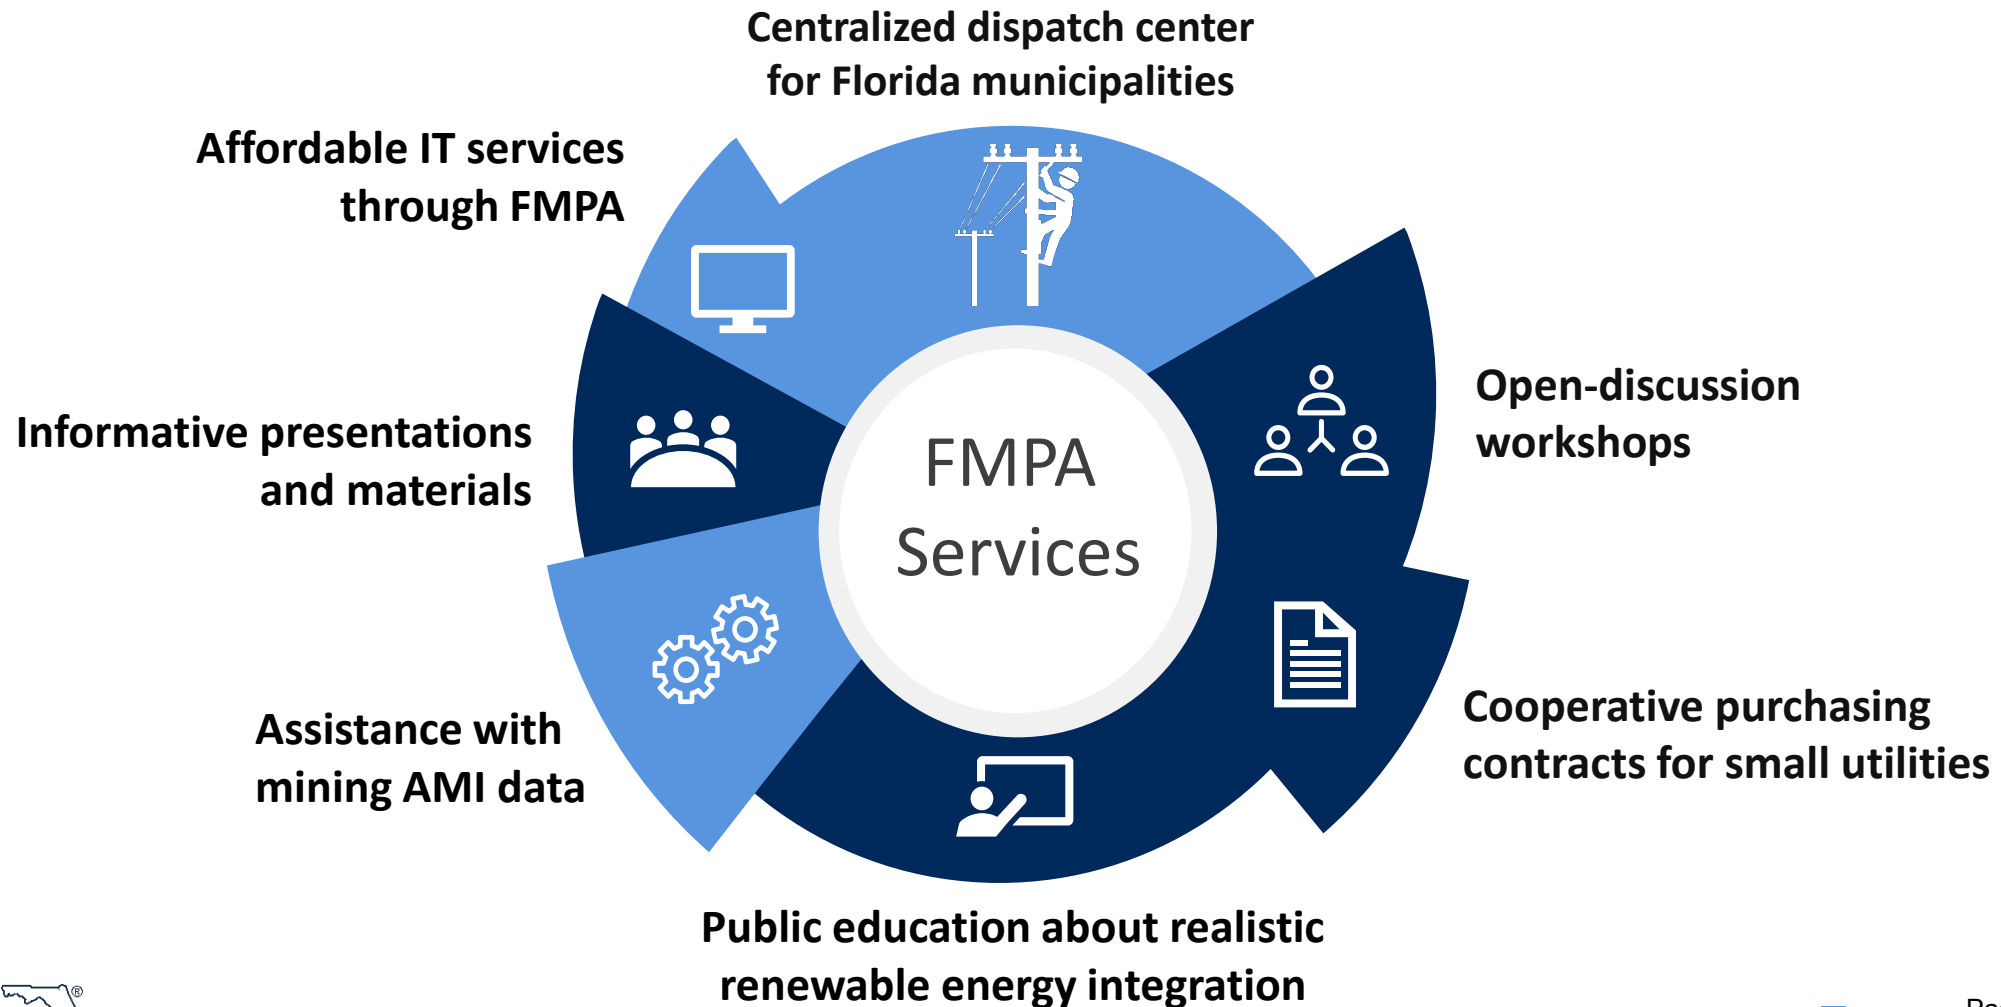 Centralized dispatch center
for Florida municipalities
Affordable IT services
through FMPA
Open-discussion
workshops
Informative presentations
and materials
FMPA
Services
Cooperative purchasing
contracts for small utilities
Assistance with
mining AMI data
Public education about realistic
renewable energy integration
®